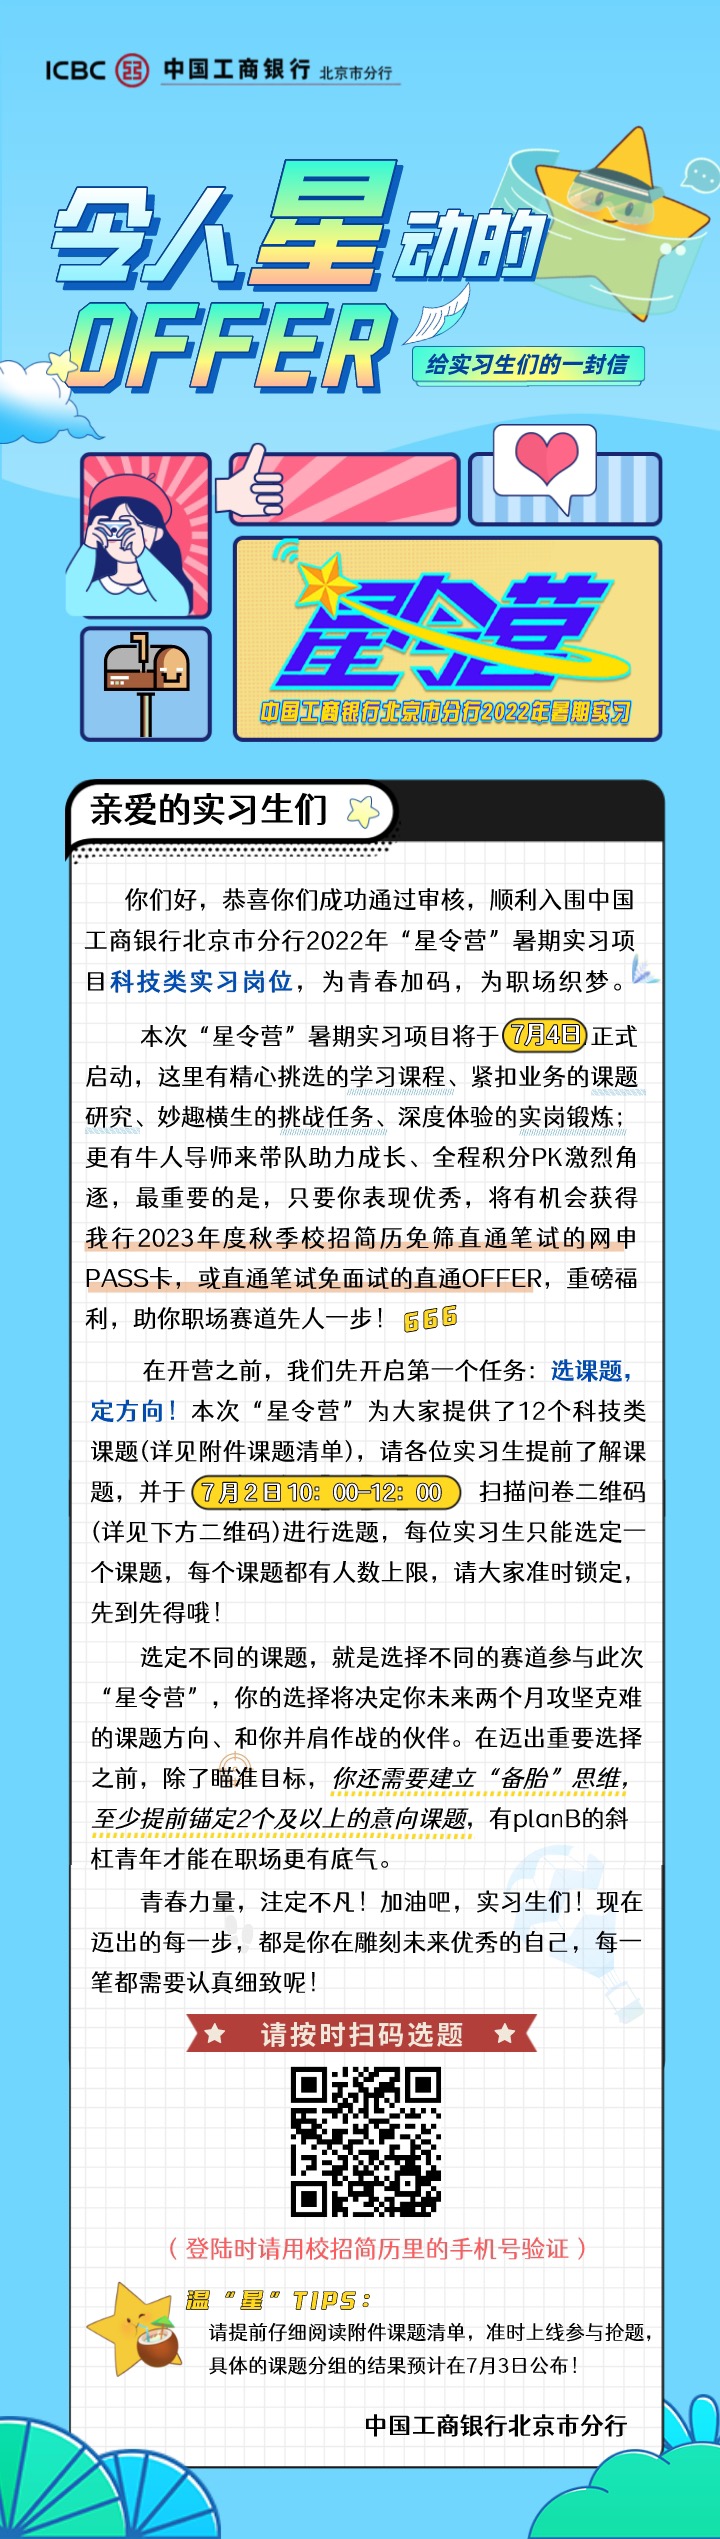 ICBC 中国工商银行 北京市分行
令人星动的
OFFER
给实习生们的一封信
星令营
中国工商银行北京市分行2022年暑期实习
亲爱的实习生们
你们好，恭喜你们成功通过审核，顺利入围中国
工商银行北京市分行2022年“星令营”暑期实习项
目科技类实习岗位，为青春加码，为职场织梦。
本次“星令营”暑期实习项目将于7月4日正式
启动，这里有精心挑选的学习课程、紧扣业务的课题
研究、妙趣横生的挑战任务、深度体验的实岗锻炼；
更有牛人导师来带队助力成长、全程积分PK激烈角
逐，最重要的是，只要你表现优秀，将有机会获得
我行2023年度秋季校招简历免筛直通笔试的网申
PASS卡，或直通笔试免面试的直通OFFER，重磅福
利，助你职场赛道先人一步！666
在开营之前，我们先开启第一个任务：选课题，
定方向！本次“星令营”为大家提供了12个科技类
课题(详见附件课题清单)，请各位实习生提前了解课
题，并于7月2日10：00-12：00 扫描问卷二维码
(详见下方二维码)进行选题，每位实习生只能选定一
个课题，每个课题都有人数上限，请大家准时锁定，
先到先得哦！
选定不同的课题，就是选择不同的赛道参与此次
“星令营”，你的选择将决定你未来两个月攻坚克难
的课题方向、和你并肩作战的伙伴。在迈出重要选择
之前，除了瞄准目标，你还需要建立“备胎”思维，
至少提前锚定2个及以上的意向课题，有planB的斜
杠青年才能在职场更有底气。
青春力量，注定不凡！加油吧，实习生们！现在
迈出的每一步，都是你在雕刻未来优秀的自己，每一
笔都需要认真细致呢！
请按时扫码选题
（登陆时请用校招简历里的手机号验证）
温“星”TIPS：
请提前仔细阅读附件课题清单，准时上线参与抢题，
具体的课题分组的结果预计在7月3日公布！
中国工商银行北京市分行